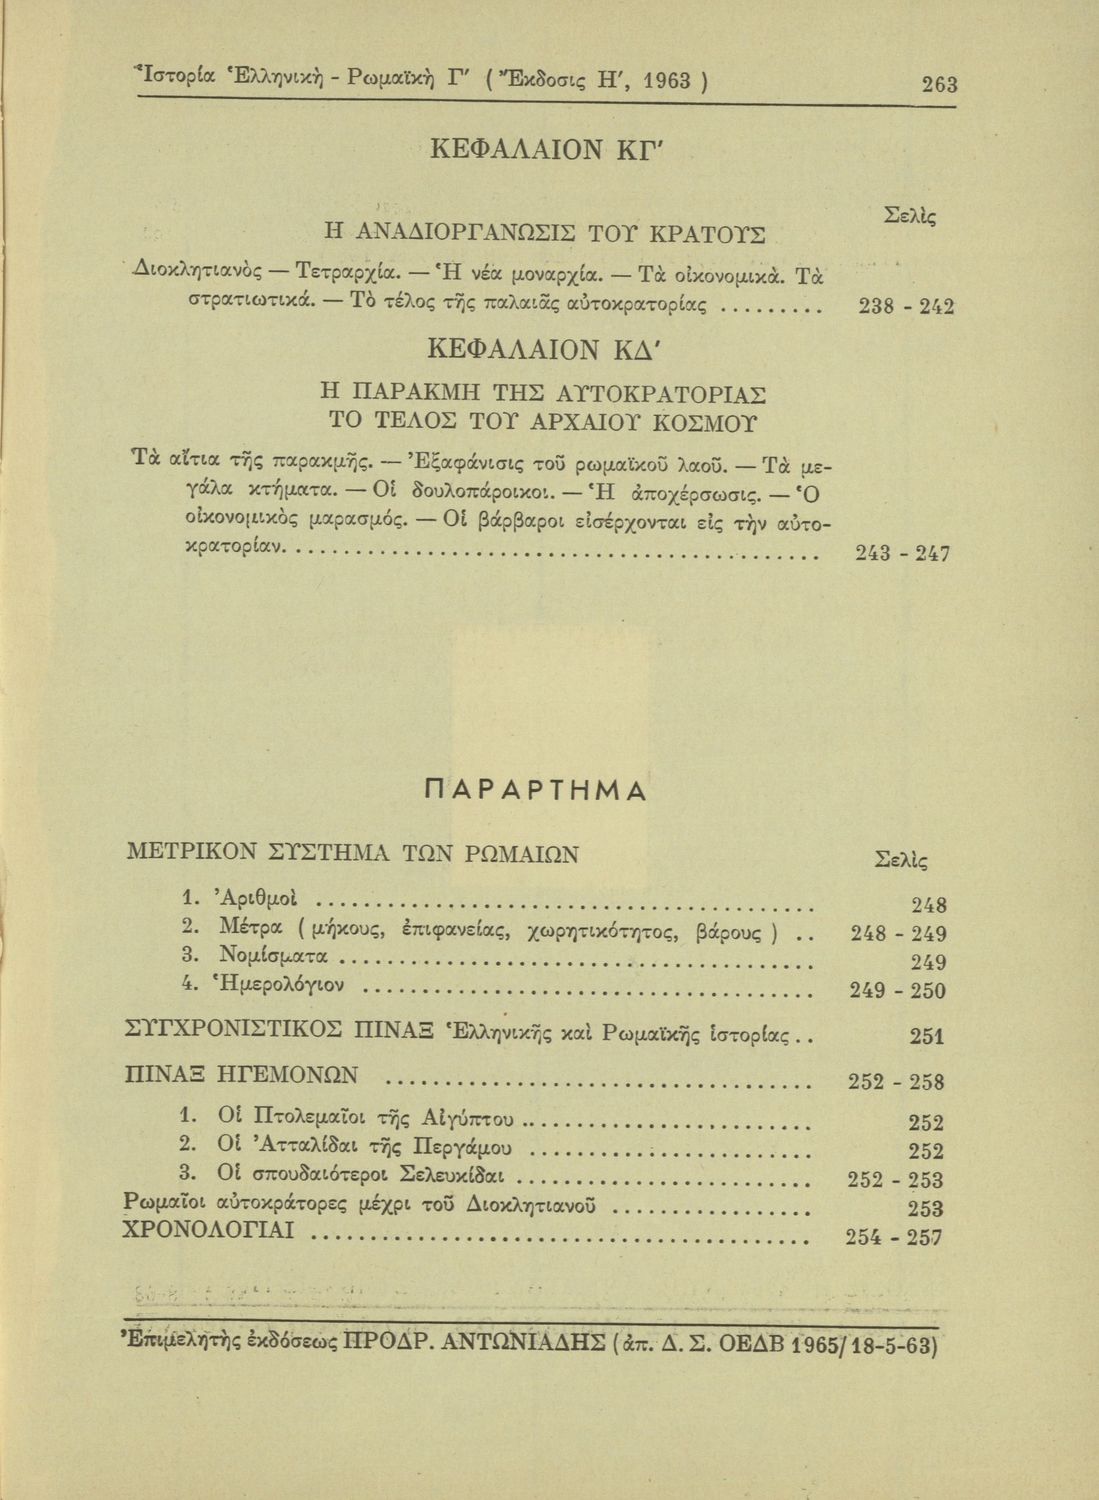 Ἱστορία Ἑλληνικὴ - Ρωμαϊκὴ Γ' ( Ἔκδοσις Η', 1963 ) 263
ΚΕΦΑΛΑΙΟΝ ΚΓ'
Σελὶς
Η ΑΝΑΔΙΟΡΓΑΝΩΣΙΣ ΤΟΥ ΚΡΑΤΟΥΣ
Διοκλητιανὸς — Τετραρχία. — Ἡ νέα μοναρχία. — Τὰ οἰκονομικὰ. Τὰ
στρατιωτικά. — Τὸ τέλος τῆς παλαιᾶς αὐτοκρατορίας ......... 238 - 242
ΚΕΦΑΛΑΙΟΝ ΚΔ'
Η ΠΑΡΑΚΜΗ ΤΗΣ ΑΥΤΟΚΡΑΤΟΡΙΑΣ
ΤΟ ΤΕΛΟΣ ΤΟΥ ΑΡΧΑΙΟΥ ΚΟΣΜΟΥ
Τὰ αἴτια τῆς παρακμῆς. — Ἐξαφάνισις τοῦ ρωμαϊκοῦ λαοῦ. — Τὰ με-
γάλα κτήματα. — Οἱ δουλοπάροικοι. — Ἡ ἀποχέρσωσις. — Ὁ
οἰκονομικὸς μαρασμός. — Οἱ βάρβαροι εἰσέρχονται εἰς τὴν αὐτο-
κρατορίαν. ........................................ 243 - 247
ΠΑΡΑΡΤΗΜΑ
ΜΕΤΡΙΚΟΝ ΣΥΣΤΗΜΑ ΤΩΝ ΡΩΜΑΙΩΝ Σελὶς
1. Ἀριθμοὶ ........................................ 248
2. Μέτρα ( μήκους, ἐπιφανείας, χωρητικότητος, βάρους ) .. 248 - 249
3. Νομίσματα ...................................... 249
4. Ἡμερολόγιον .................................... 249 - 250
ΣΥΓΧΡΟΝΙΣΤΙΚΟΣ ΠΙΝΑΞ Ἑλληνικῆς καὶ Ρωμαϊκῆς ἱστορίας.. 251
ΠΙΝΑΞ ΗΓΕΜΟΝΩΝ .................................. 252 - 258
1. Οἱ Πτολεμαῖοι τῆς Αἰγύπτου ........................ 252
2. Οἱ Ἀτταλίδαι τῆς Περγάμου ....................... 252
3. Οἱ σπουδαιότεροι Σελευκίδαι ........................ 252 - 253
Ρωμαῖοι αὐτοκράτορες μέχρι τοῦ Διοκλητιανοῦ ................ 253
ΧΡΟΝΟΛΟΓΙΑΙ ........................................ 254 - 257
Ἐπιμελητὴς ἐκδόσεως ΠΡΟΔΡ. ΑΝΤΩΝΙΑΔΗΣ (ἀπ. Δ. Σ. ΟΕΔΒ 1965/18-5-63)